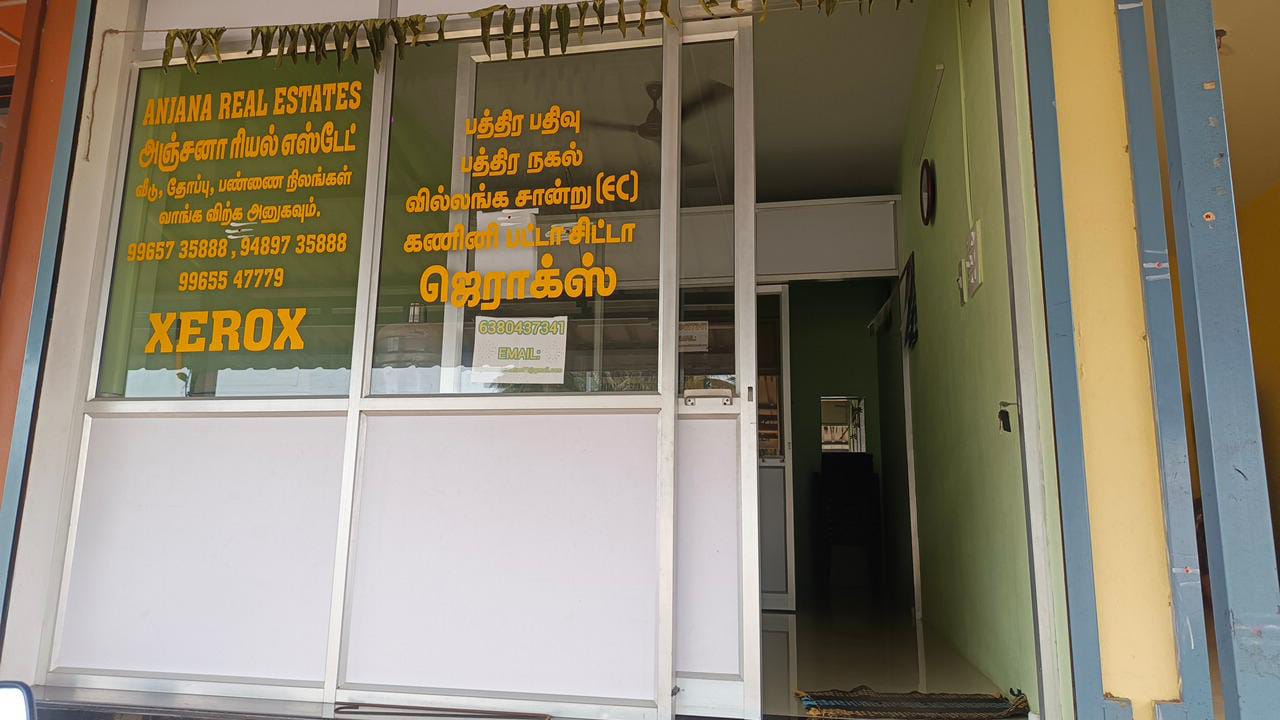 ANJANA REAL ESTATES
அஞ்சனா ரியல் எஸ்டேட்
வீடு, தோப்பு, பண்ணை நிலங்கள்
வாங்க விற்க அனுகவும்.
99657 35888 , 94897 35888
99655 47779
XEROX
பத்திர பதிவு
பத்திர நகல்
வில்லங்க சான்று (EC)
கணினி பட்டா சிட்டா
ஜெராக்ஸ்
6380437341
EMAIL: